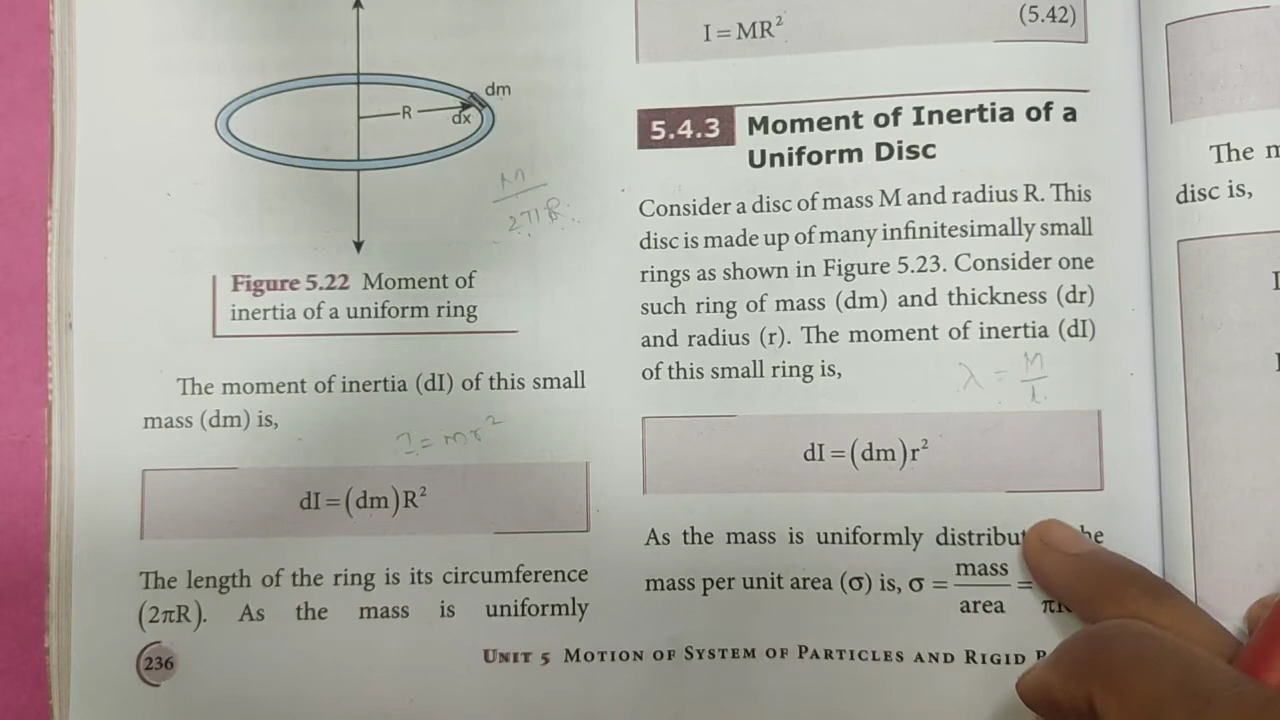 dm
R
dx
M
2πR
Figure 5.22 Moment of
inertia of a uniform ring
The moment of inertia (dI) of this small
mass (dm) is,
I = mr²
dI = (dm)R²
The length of the ring is its circumference
(2πR). As the mass is uniformly
236
I = MR²
(5.42)
5.4.3 Moment of Inertia of a
Uniform Disc
Consider a disc of mass M and radius R. This
disc is made up of many infinitesimally small
rings as shown in Figure 5.23. Consider one
such ring of mass (dm) and thickness (dr)
and radius (r). The moment of inertia (dI)
of this small ring is,
λ = M
dI = (dm)r²
As the mass is uniformly
mass per unit area (σ) is, σ = mass/area =
UNIT 5 MOTION OF SYSTEM OF PARTICLES AND RIGID
The
disc is,